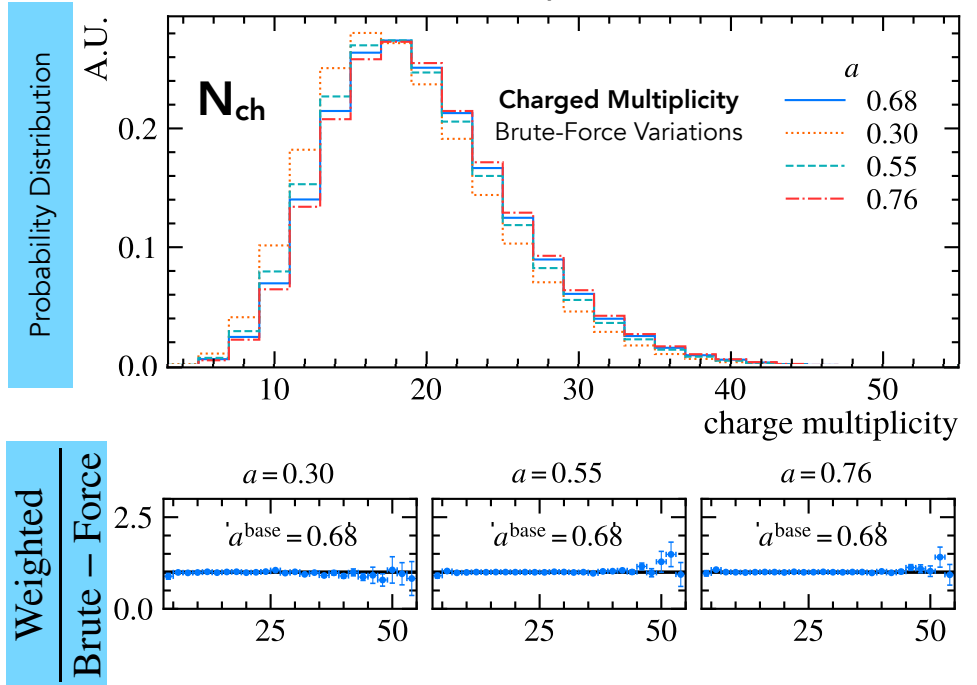 Probability Distribution
A.U.
0.2
0.1
0.0
N_ch
Charged Multiplicity
Brute-Force Variations
a
0.68
0.30
0.55
0.76
10 20 30 40 50
charge multiplicity
Weighted
Brute – Force
a = 0.30
a = 0.55
a = 0.76
2.5
0.0
a^base = 0.68
a^base = 0.68
a^base = 0.68
25 50
25 50
25 50